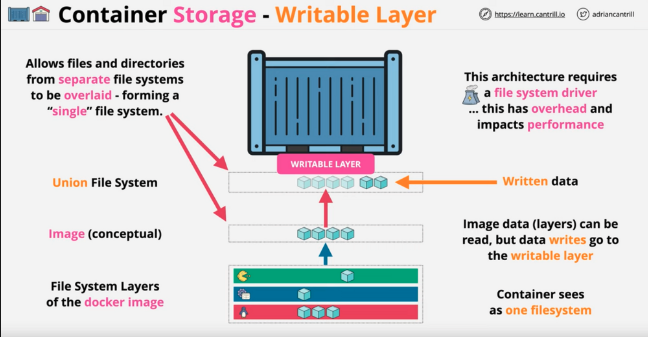 Container Storage - Writable Layer
https://learn.cantrill.io
adriancantrill
Allows files and directories
from separate file systems
to be overlaid - forming a
“single” file system.
This architecture requires
a file system driver
... this has overhead and
impacts performance
WRITABLE LAYER
Union File System
Written data
Image (conceptual)
Image data (layers) can be
read, but data writes go to
the writable layer
File System Layers
of the docker image
Container sees
as one filesystem